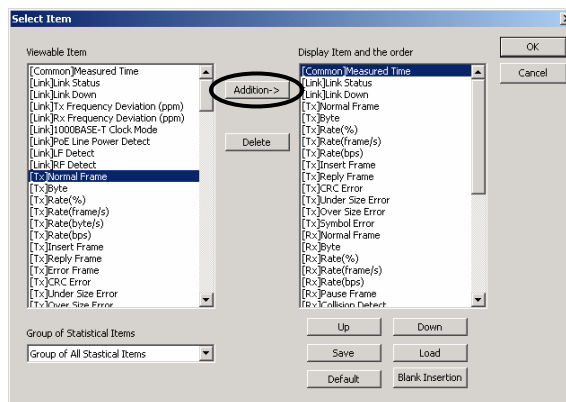 Select Item
Viewable Item
[Common]Measured Time
[Link]Link Status
[Link]Link Down
[Link]Tx Frequency Deviation (ppm)
[Link]Rx Frequency Deviation (ppm)
[Link]1000BASE-T Clock Mode
[Link]PoE Line Power Detect
[Link]LF Detect
[Link]RF Detect
[Tx]Normal Frame
[Tx]Byte
[Tx]Rate(%)
[Tx]Rate(frame/s)
[Tx]Rate(byte/s)
[Tx]Rate(bps)
[Tx]Insert Frame
[Tx]Reply Frame
[Tx]Error Frame
[Tx]CRC Error
[Tx]Under Size Error
[Tx]Over Size Error
Group of Statistical Items
Group of All Stastical Items
Addition->
Delete
Display Item and the order
[Common]Measured Time
[Link]Link Status
[Link]Link Down
[Tx]Normal Frame
[Tx]Byte
[Tx]Rate(%)
[Tx]Rate(frame/s)
[Tx]Rate(bps)
[Tx]Insert Frame
[Tx]Reply Frame
[Tx]CRC Error
[Tx]Under Size Error
[Tx]Over Size Error
[Tx]Symbol Error
[Rx]Normal Frame
[Rx]Byte
[Rx]Rate(%)
[Rx]Rate(frame/s)
[Rx]Rate(bps)
[Rx]Pause Frame
[Rx]Collision Detect
Up Down
Save Load
Default Blank Insertion
OK
Cancel